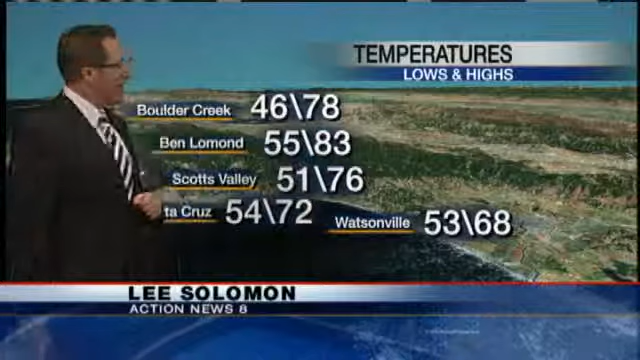 TEMPERATURES
LOWS & HIGHS
Boulder Creek 46\78
Ben Lomond 55\83
Scotts Valley 51\76
ta Cruz 54\72
Watsonville 53\68
LEE SOLOMON
ACTION NEWS 8